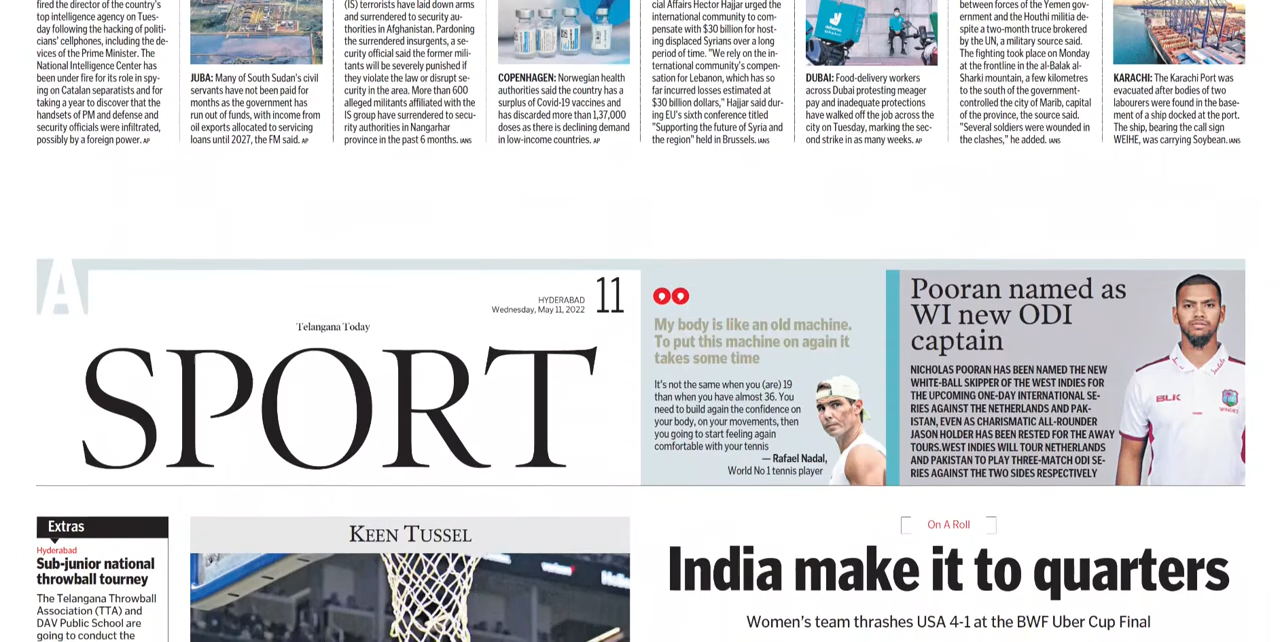 fired the director of the country's
top intelligence agency on Tues-
day following the hacking of politi-
cians' cellphones, including the de-
vices of the Prime Minister. The
National Intelligence Center has
been under fire for its role in spy-
ing on Catalan separatists and for
taking a year to discover that the
handsets of PM and defense and
security officials were infiltrated,
possibly by a foreign power. AP
JUBA: Many of South Sudan's civil
servants have not been paid for
months as the government has
run out of funds, with income from
oil exports allocated to servicing
loans until 2027, the FM said. AP
(IS) terrorists have laid down arms
and surrendered to security au-
thorities in Afghanistan. Pardoning
the surrendered insurgents, a se-
curity official said the former mili-
tants will be severely punished if
they violate the law or disrupt se-
curity in the area. More than 600
alleged militants affiliated with the
IS group have surrendered to secu-
rity authorities in Nangarhar
province in the past 6 months. IANS
COPENHAGEN: Norwegian health
authorities said the country has a
surplus of Covid-19 vaccines and
has discarded more than 1,37,000
doses as there is declining demand
in low-income countries. AP
cial Affairs Hector Hajjar urged the
international community to com-
pensate with $30 billion for host-
ing displaced Syrians over a long
period of time. "We rely on the in-
ternational community's compen-
sation for Lebanon, which has so
far incurred losses estimated at
$30 billion dollars," Hajjar said dur-
ing EU's sixth conference titled
"Supporting the future of Syria and
the region" held in Brussels. IANS
deliveroo
DUBAI: Food-delivery workers
across Dubai protesting meager
pay and inadequate protections
have walked off the job across the
city on Tuesday, marking the sec-
ond strike in as many weeks. AP
between forces of the Yemen gov-
ernment and the Houthi militia de-
spite a two-month truce brokered
by the UN, a military source said.
The fighting took place on Monday
at the frontline in the al-Balak al-
Sharki mountain, a few kilometres
to the south of the government-
controlled the city of Marib, capital
of the province, the source said.
"Several soldiers were wounded in
the clashes," he added. IANS
KARACHI: The Karachi Port was
evacuated after bodies of two
labourers were found in the base-
ment of a ship docked at the port.
The ship, bearing the call sign
WEIHE, was carrying Soybean. IANS
A
HYDERABAD
Wednesday, May 11, 2022
11
Telangana Today
SPORT
My body is like an old machine.
To put this machine on again it
takes some time
It's not the same when you (are) 19
than when you have almost 36. You
need to build again the confidence on
your body, on your movements, then
you going to start feeling again
comfortable with your tennis
— Rafael Nadal,
World No 1 tennis player
Pooran named as
WI new ODI
captain
NICHOLAS POORAN HAS BEEN NAMED THE NEW
WHITE-BALL SKIPPER OF THE WEST INDIES FOR
THE UPCOMING ONE-DAY INTERNATIONAL SE-
RIES AGAINST THE NETHERLANDS AND PAK-
ISTAN, EVEN AS CHARISMATIC ALL-ROUNDER
JASON HOLDER HAS BEEN RESTED FOR THE AWAY
TOURS.WEST INDIES WILL TOUR NETHERLANDS
AND PAKISTAN TO PLAY THREE-MATCH ODI SE-
RIES AGAINST THE TWO SIDES RESPECTIVELY
BLK
Extras
Hyderabad
Sub-junior national
throwball tourney
The Telangana Throwball
Association (TTA) and
DAV Public School are
going to conduct the
KEEN TUSSEL
On A Roll
India make it to quarters
Women's team thrashes USA 4-1 at the BWF Uber Cup Final